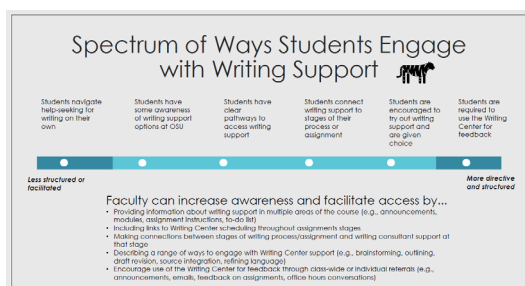 Spectrum of Ways Students Engage
with Writing Support
Students navigate
help-seeking for
writing on their
own
Students have
some awareness
of writing support
options at OSU
Students have
clear
pathways to
access writing
support
Students connect
writing support to
stages of their
process or
assignment
Students are
encouraged to
try out writing
support and
are given
choice
Students are
required to
use the Writing
Center for
feedback
Less structured or
facilitated
More directive
and structured
Faculty can increase awareness and facilitate access by...
• Providing information about writing support in multiple areas of the course (e.g., announcements,
modules, assignment instructions, to-do list)
• Including links to Writing Center scheduling throughout assignments stages
• Making connections between stages of writing process/assignment and writing consultant support at
that stage
• Describing a range of ways to engage with Writing Center support (e.g., brainstorming, outlining,
draft revision, source integration, refining language)
• Encourage use of the Writing Center for feedback through class-wide or individual referrals (e.g.,
announcements, emails, feedback on assignments, office hours conversations)